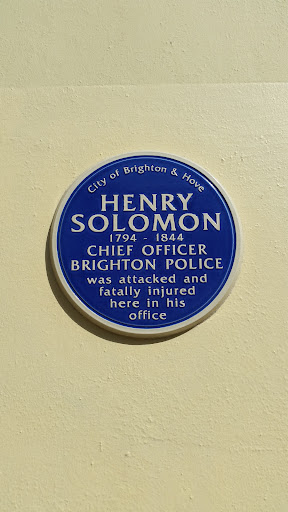 City of Brighton & Hove
HENRY
SOLOMON
1794 - 1844
CHIEF OFFICER
BRIGHTON POLICE
was attacked and
fatally injured
here in his
office